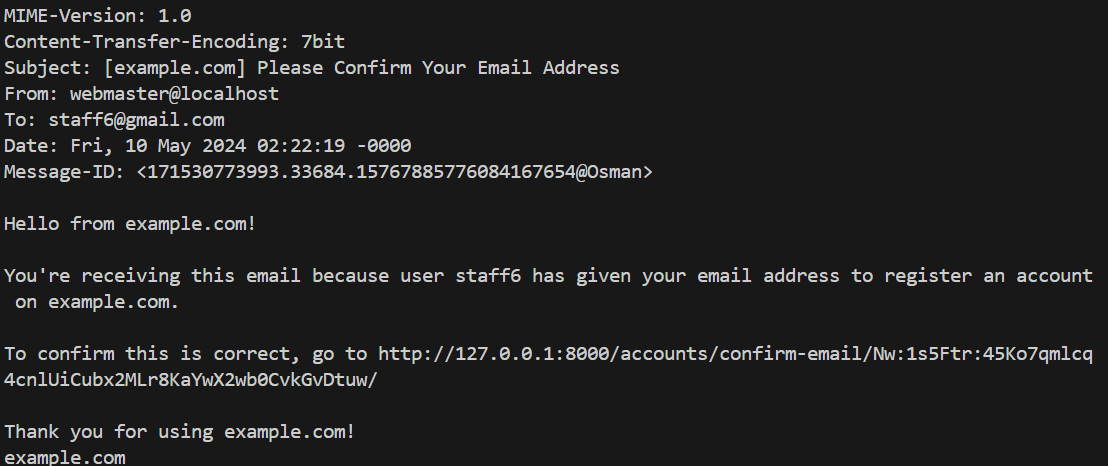 MIME-Version: 1.0
Content-Transfer-Encoding: 7bit
Subject: [example.com] Please Confirm Your Email Address
From: webmaster@localhost
To: staff6@gmail.com
Date: Fri, 10 May 2024 02:22:19 -0000
Message-ID: <171530773993.33684.15767885776084167654@Osman>
Hello from example.com!
You're receiving this email because user staff6 has given your email address to register an account
on example.com.
To confirm this is correct, go to http://127.0.0.1:8000/accounts/confirm-email/Nw:1s5Ftr:45Ko7qmlcq
4cnlUiCubx2MLr8KaYwX2wb0CvkGvDtuw/
Thank you for using example.com!
example.com